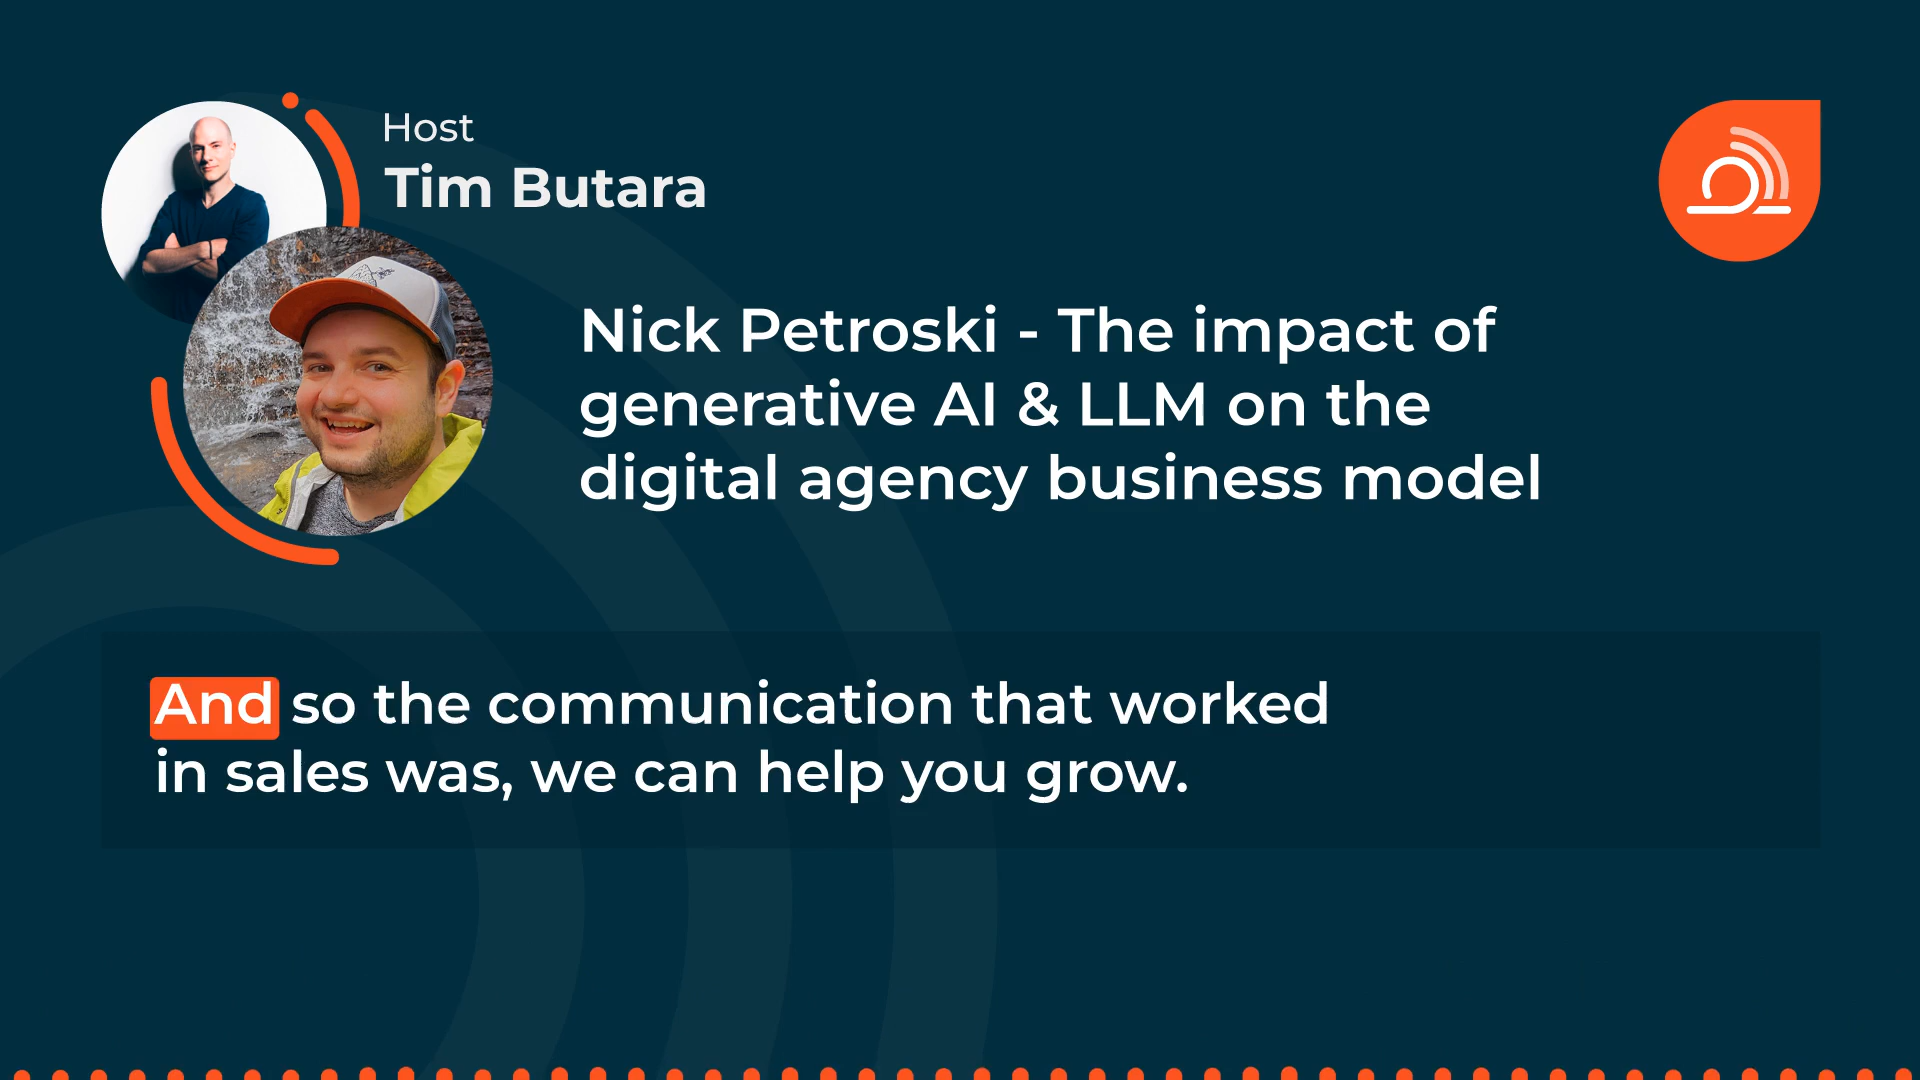 Host
Tim Butara
Nick Petroski - The impact of
generative AI & LLM on the
digital agency business model
And so the communication that worked
in sales was, we can help you grow.